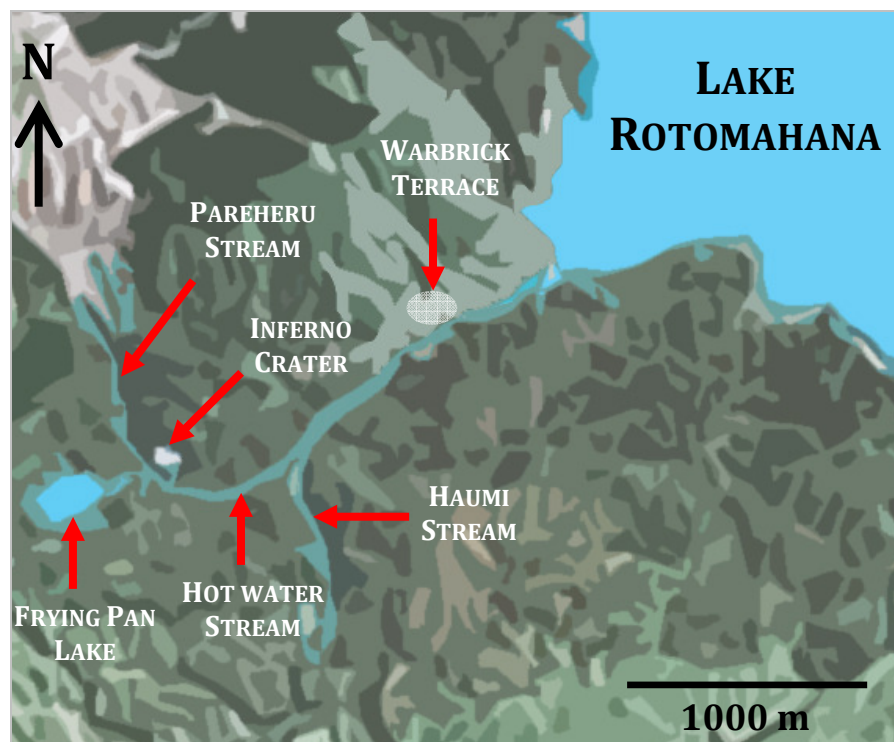 N
LAKE
ROTOMAHANA
WARBRICK
TERRACE
PAREHERU
STREAM
INFERNO
CRATER
HAUMI
STREAM
HOT WATER
STREAM
FRYING PAN
LAKE
1000 m